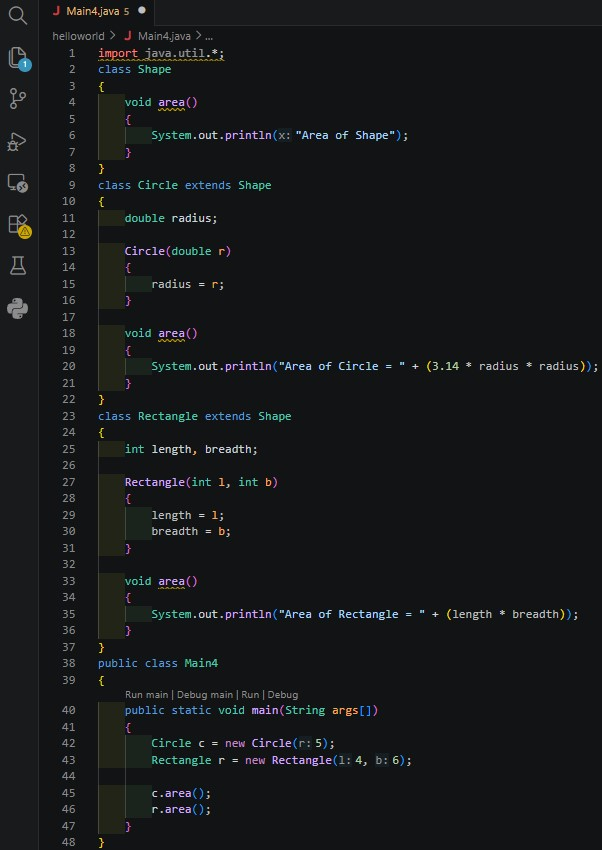 Main4.java 5
helloworld > Main4.java > ...
1 import java.util.*;
2 class Shape
3 {
4 void area()
5 {
6 System.out.println(x: "Area of Shape");
7 }
8 }
9 class Circle extends Shape
10 {
11 double radius;
12
13 Circle(double r)
14 {
15 radius = r;
16 }
17
18 void area()
19 {
20 System.out.println("Area of Circle = " + (3.14 * radius * radius));
21 }
22 }
23 class Rectangle extends Shape
24 {
25 int length, breadth;
26
27 Rectangle(int l, int b)
28 {
29 length = l;
30 breadth = b;
31 }
32
33 void area()
34 {
35 System.out.println("Area of Rectangle = " + (length * breadth));
36 }
37 }
38 public class Main4
39 {
Run main | Debug main | Run | Debug
40 public static void main(String args[])
41 {
42 Circle c = new Circle(r: 5);
43 Rectangle r = new Rectangle(l: 4, b: 6);
44
45 c.area();
46 r.area();
47 }
48 }
1